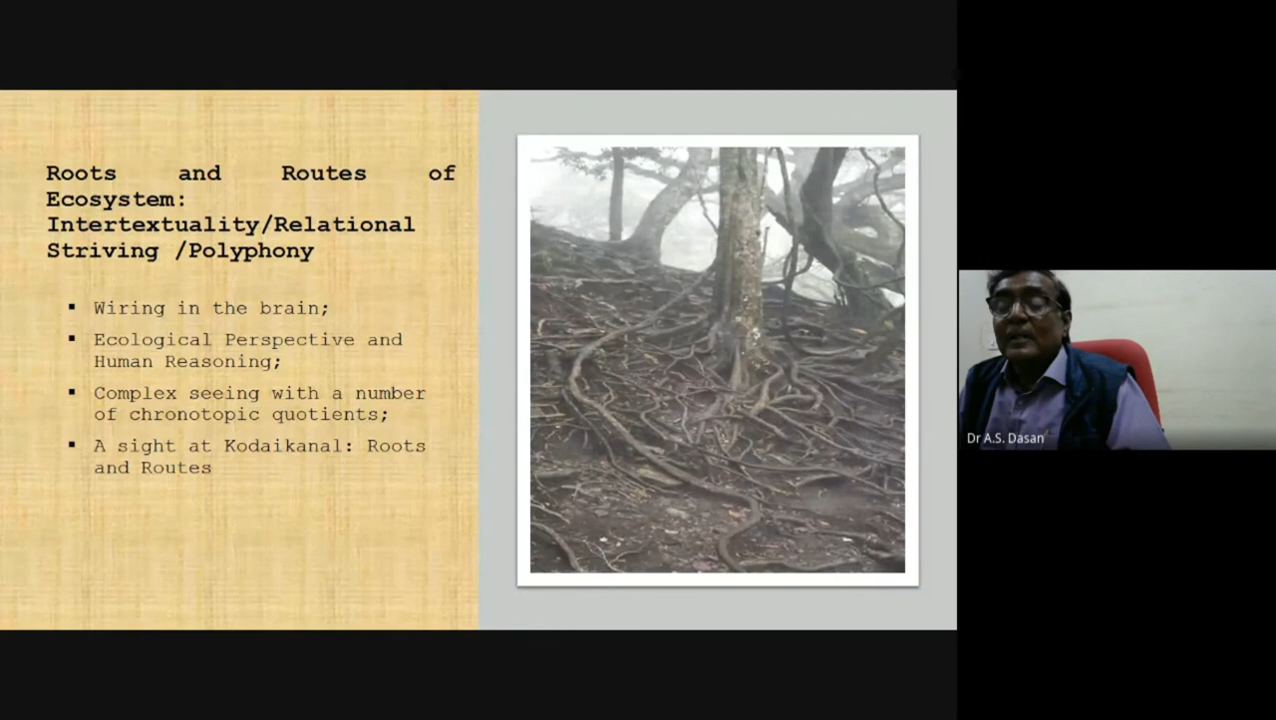 Roots and Routes of
Ecosystem:
Intertextuality/Relational
Striving /Polyphony
▪ Wiring in the brain;
▪ Ecological Perspective and
Human Reasoning;
▪ Complex seeing with a number
of chronotopic quotients;
▪ A sight at Kodaikanal: Roots
and Routes
Dr A.S. Dasan